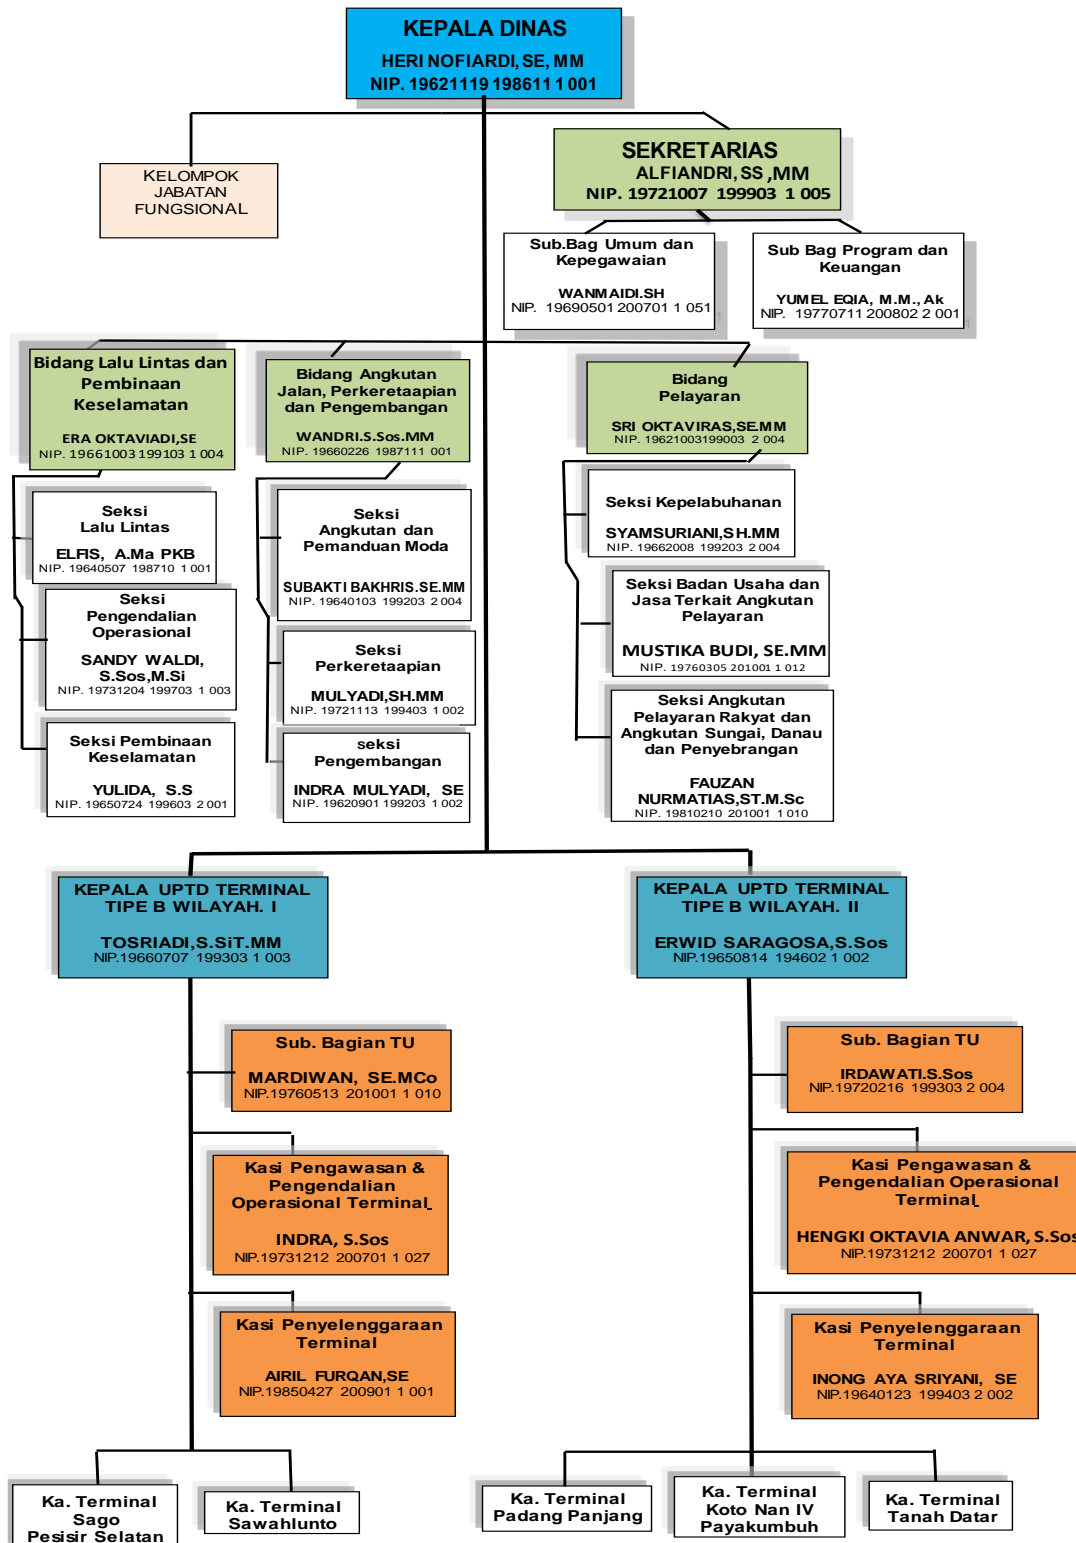 KEPALA DINAS
HERI NOFIARDI, SE, MM
NIP. 19621119 198611 1 001
KELOMPOK
JABATAN
FUNGSIONAL
SEKRETARIAS
ALFIANDRI, SS ,MM
NIP. 19721007 199903 1 005
Sub.Bag Umum dan
Kepegawaian
WANMAIDI.SH
NIP. 19690501 200701 1 051
Sub Bag Program dan
Keuangan
YUMEL EQIA, M.M., Ak
NIP. 19770711 200802 2 001
Bidang Lalu Lintas dan
Pembinaan
Keselamatan
ERA OKTAVIADI,SE
NIP. 19661003 199103 1 004
Bidang Angkutan
Jalan, Perkeretaapian
dan Pengembangan
WANDRI.S.Sos.MM
NIP. 19660226 1987111 001
Bidang
Pelayaran
SRI OKTAVIRAS,SE.MM
NIP. 19621003199003 2 004
Seksi
Lalu Lintas
ELFIS, A.Ma PKB
NIP. 19640507 198710 1 001
Seksi
Pengendalian
Operasional
SANDY WALDI,
S.Sos,M.Si
NIP. 19731204 199703 1 003
Seksi Pembinaan
Keselamatan
YULIDA, S.S
NIP. 19650724 199603 2 001
Seksi
Angkutan dan
Pemanduan Moda
SUBAKTI BAKHRIS.SE.MM
NIP. 19640103 199203 2 004
Seksi
Perkeretaapian
MULYADI,SH.MM
NIP. 19721113 199403 1 002
seksi
Pengembangan
INDRA MULYADI, SE
NIP. 19620901 199203 1 002
Seksi Kepelabuhanan
SYAMSURIANI,SH.MM
NIP. 19662008 199203 2 004
Seksi Badan Usaha dan
Jasa Terkait Angkutan
Pelayaran
MUSTIKA BUDI, SE.MM
NIP. 19760305 201001 1 012
Seksi Angkutan
Pelayaran Rakyat dan
Angkutan Sungai, Danau
dan Penyebrangan
FAUZAN
NURMATIAS,ST.M.Sc
NIP. 19810210 201001 1 010
KEPALA UPTD TERMINAL
TIPE B WILAYAH. I
TOSRIADI,S.SiT.MM
NIP.19660707 199303 1 003
KEPALA UPTD TERMINAL
TIPE B WILAYAH. II
ERWID SARAGOSA,S.Sos
NIP.19650814 194602 1 002
Sub. Bagian TU
MARDIWAN, SE.MCo
NIP.19760513 201001 1 010
Kasi Pengawasan &
Pengendalian
Operasional Terminal
INDRA, S.Sos
NIP.19731212 200701 1 027
Kasi Penyelenggaraan
Terminal
AIRIL FURQAN,SE
NIP.19850427 200901 1 001
Sub. Bagian TU
IRDAWATI.S.Sos
NIP.19720216 199303 2 004
Kasi Pengawasan &
Pengendalian Operasional
Terminal
HENGKI OKTAVIA ANWAR, S.Sos
NIP.19731212 200701 1 027
Kasi Penyelenggaraan
Terminal
INONG AYA SRIYANI, SE
NIP.19640123 199403 2 002
Ka. Terminal
Sago
Pesisir Selatan
Ka. Terminal
Sawahlunto
Ka. Terminal
Padang Panjang
Ka. Terminal
Koto Nan IV
Payakumbuh
Ka. Terminal
Tanah Datar